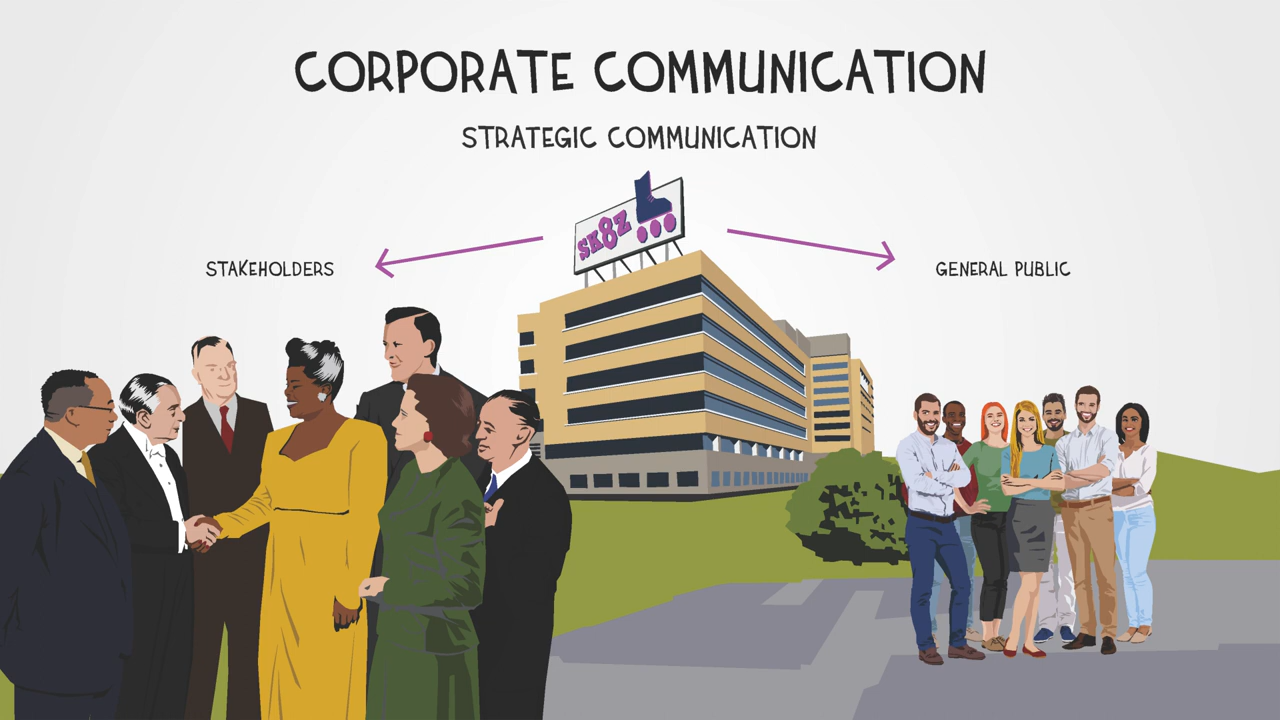 CORPORATE COMMUNICATION
STRATEGIC COMMUNICATION
SK8Z
STAKEHOLDERS
GENERAL PUBLIC